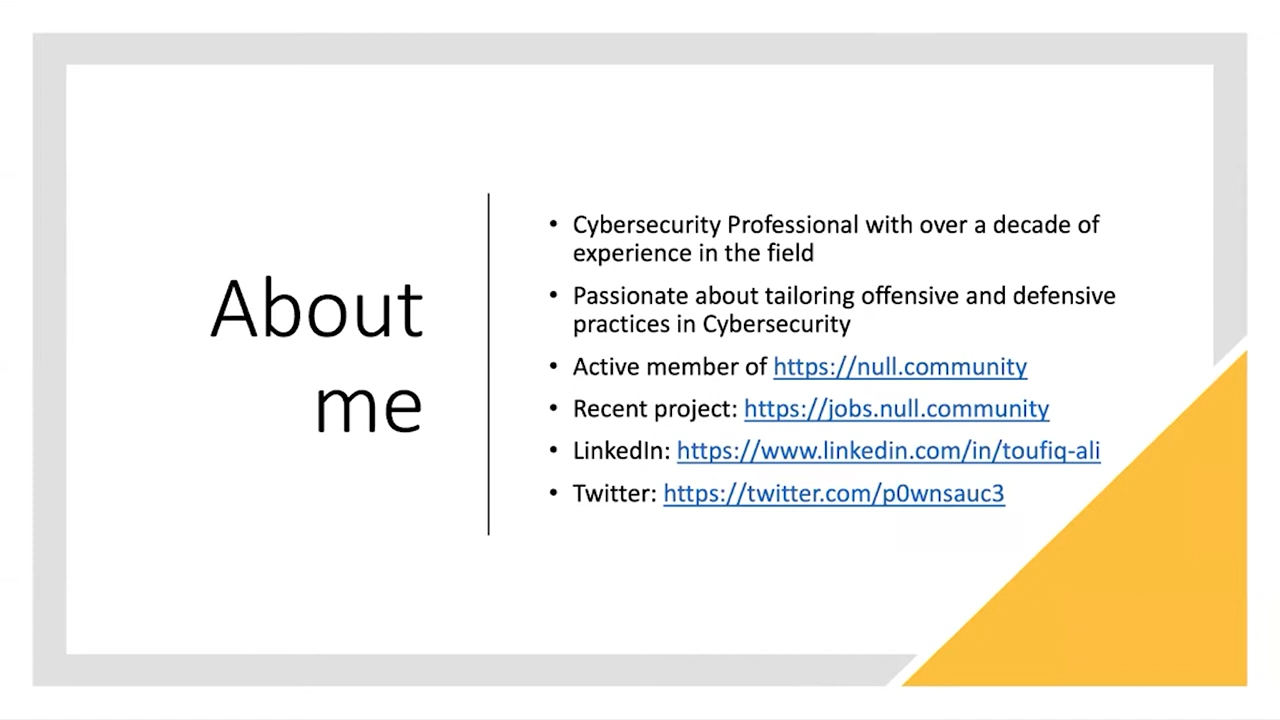 About
me
• Cybersecurity Professional with over a decade of
experience in the field
• Passionate about tailoring offensive and defensive
practices in Cybersecurity
• Active member of https://null.community
• Recent project: https://jobs.null.community
• LinkedIn: https://www.linkedin.com/in/toufiq-ali
• Twitter: https://twitter.com/p0wnsauc3